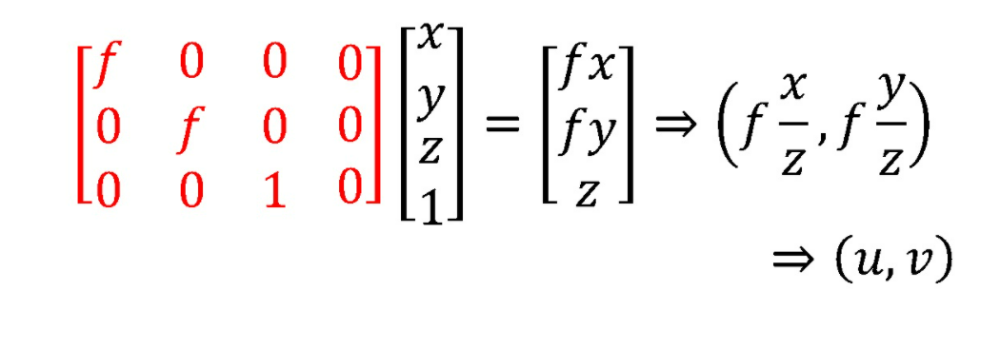 [f 0 0 0; 0 f 0 0; 0 0 1 0] [x; y; z; 1] = [fx; fy; z] ⇒ (f x/z, f y/z)
⇒ (u, v)